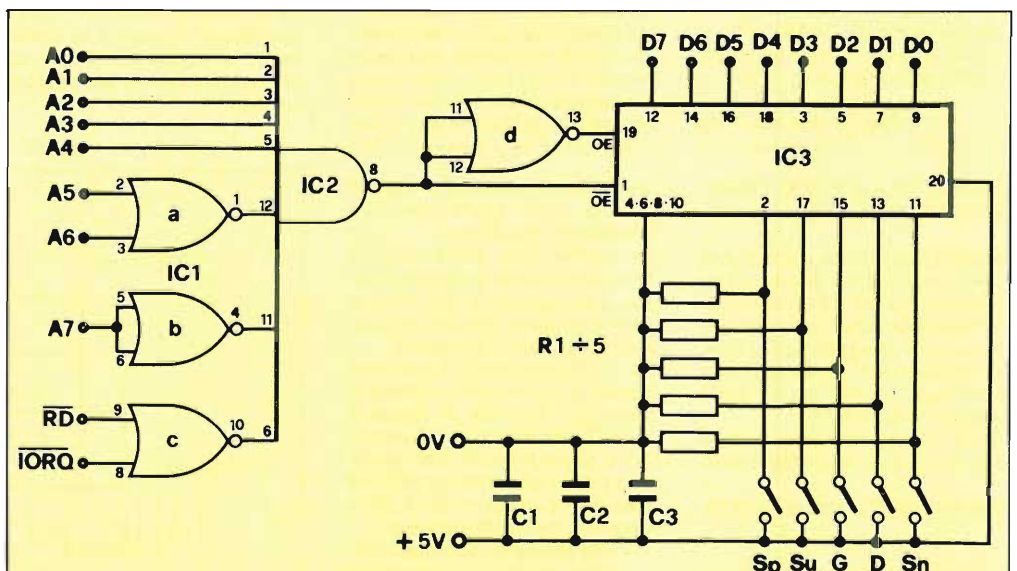 A0 1
A1 2
A2 3
A3 4
A4 5
A5 2
a 1 12
A6 3
IC1
IC2 8
11
12
d 13
A7 5 b 4 11
6
RD 9 c 10 6
IORQ 8
D7 D6 D5 D4 D3 D2 D1 D0
12 14 16 18 3 5 7 9
19
OE
IC3
20
1
OE
4·6·8·10 2 17 15 13 11
R1÷5
0V
C1 C2 C3
+5V
Sp Su G D Sn